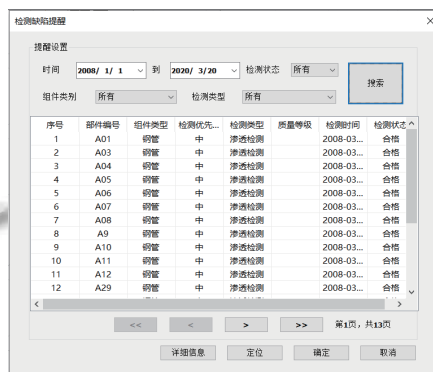 检测缺陷提醒
提醒设置
时间 2008/ 1/ 1 到 2020/ 3/20 检测状态 所有
搜索
组件类别 所有 检测类型 所有
序号 部件编号 组件类型 检测优先... 检测类型 质量等级 检测时间 检测状态
1 A01 钢管 中 渗透检测 2008-03... 合格
2 A03 钢管 中 渗透检测 2008-03... 合格
3 A04 钢管 中 渗透检测 2008-03... 合格
4 A05 钢管 中 渗透检测 2008-03... 合格
5 A06 钢管 中 渗透检测 2008-03... 合格
6 A07 钢管 中 渗透检测 2008-03... 合格
7 A08 钢管 中 渗透检测 2008-03... 合格
8 A9 钢管 中 渗透检测 2008-03... 合格
9 A10 钢管 中 渗透检测 2008-03... 合格
10 A11 钢管 中 渗透检测 2008-03... 合格
11 A12 钢管 中 渗透检测 2008-03... 合格
12 A29 钢管 中 渗透检测 2008-03... 合格
<< < > >> 第1页，共13页
详细信息 定位 确定 取消